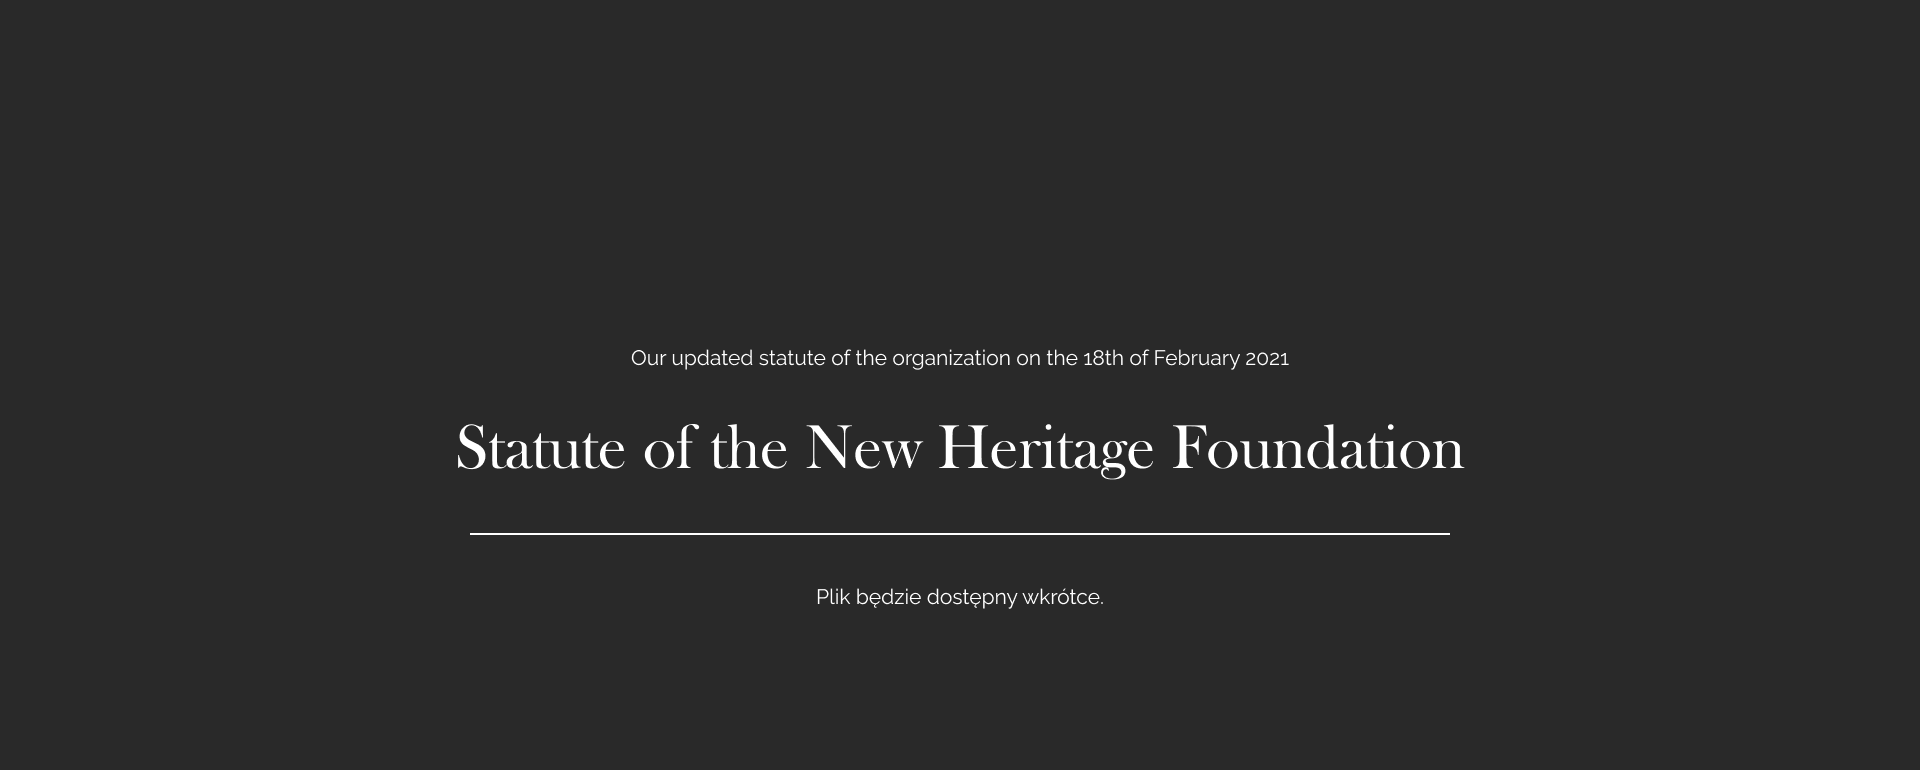 Our updated statute of the organization on the 18th of February 2021
Statute of the New Heritage Foundation
Plik będzie dostępny wkrótce.